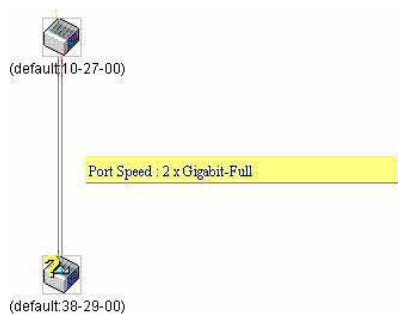 (default:10-27-00)
Port Speed : 2 x Gigabit-Full
(default:38-29-00)